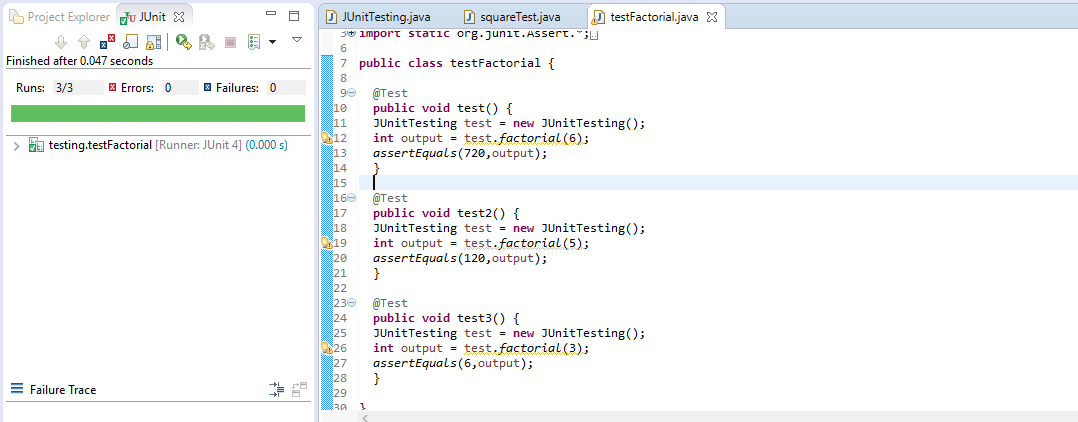 Project Explorer
JUnit
Finished after 0.047 seconds
Runs: 3/3 Errors: 0 Failures: 0
testing.testFactorial [Runner: JUnit 4] (0.000 s)
Failure Trace
JUnitTesting.java squareTest.java testFactorial.java
3 import static org.junit.Assert.*;
6
7 public class testFactorial {
8
9 @Test
10 public void test() {
11 JUnitTesting test = new JUnitTesting();
12 int output = test.factorial(6);
13 assertEquals(720,output);
14 }
15
16 @Test
17 public void test2() {
18 JUnitTesting test = new JUnitTesting();
19 int output = test.factorial(5);
20 assertEquals(120,output);
21 }
22
23 @Test
24 public void test3() {
25 JUnitTesting test = new JUnitTesting();
26 int output = test.factorial(3);
27 assertEquals(6,output);
28 }
29
30 }